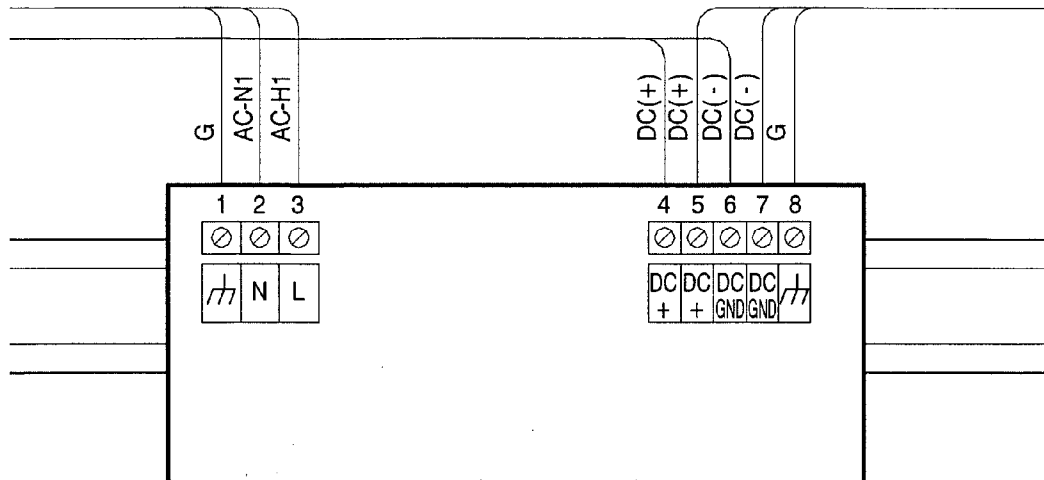 G
AC-N1
AC-H1
DC(+)
DC(+)
DC(-)
DC(-)
G
1 2 3
4 5 6 7 8
N L
DC DC DC DC
+ + GND GND